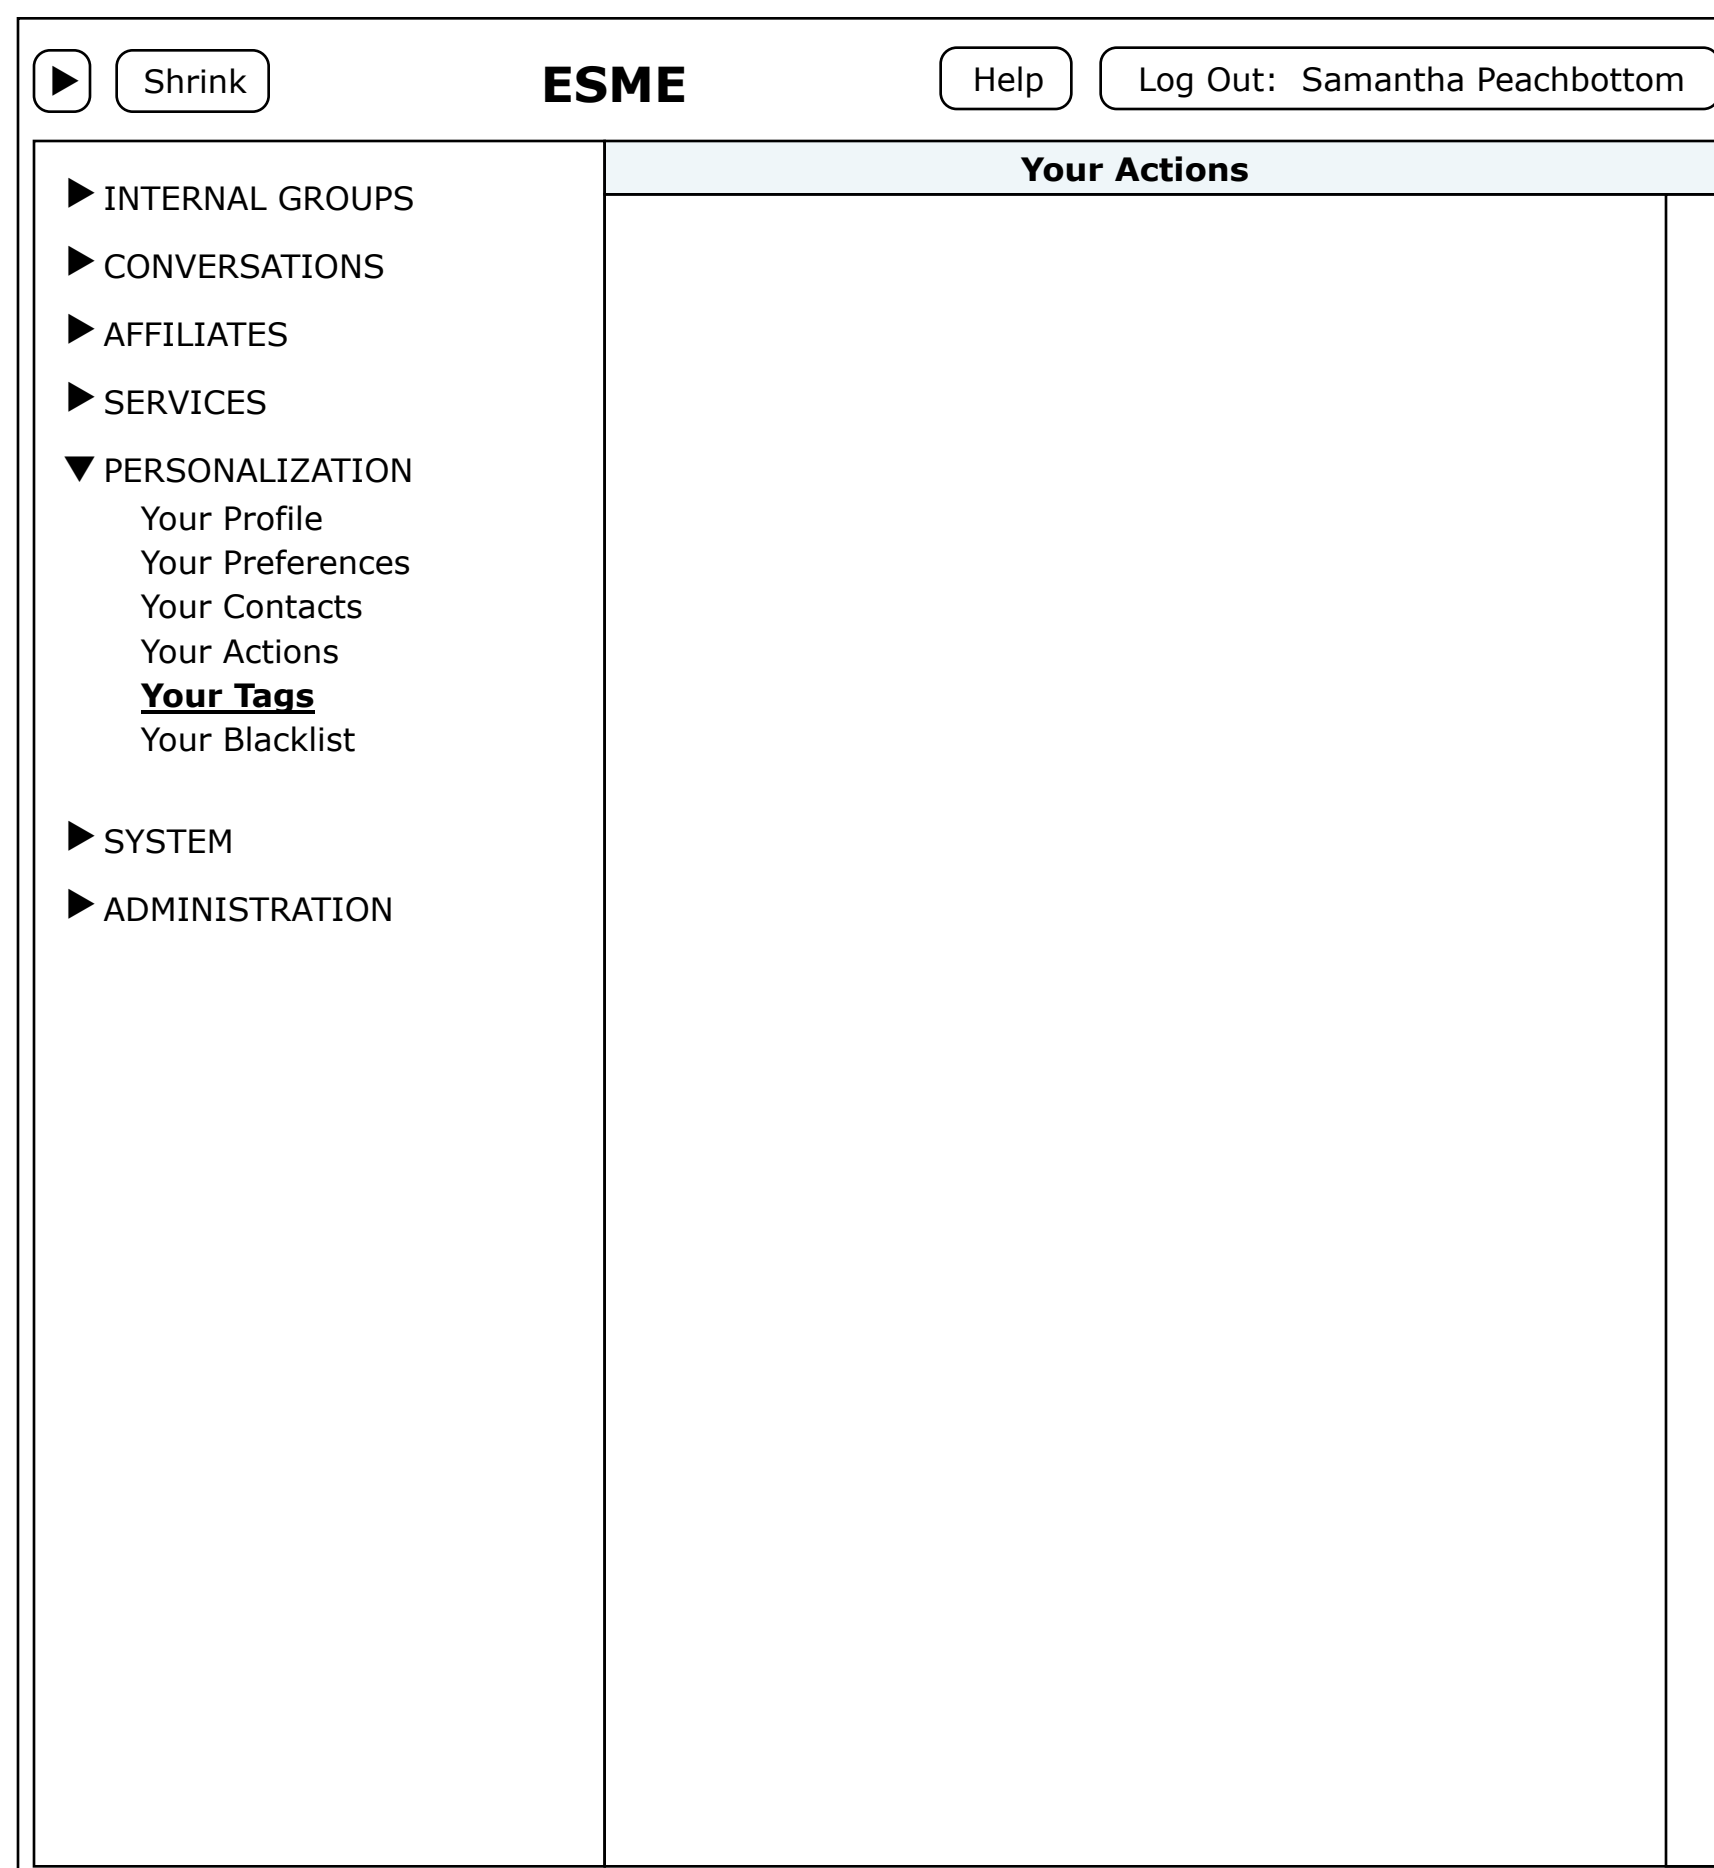 Shrink
ESME
Help
Log Out: Samantha Peachbottom
Your Actions
INTERNAL GROUPS
CONVERSATIONS
AFFILIATES
SERVICES
PERSONALIZATION
Your Profile
Your Preferences
Your Contacts
Your Actions
Your Tags
Your Blacklist
SYSTEM
ADMINISTRATION